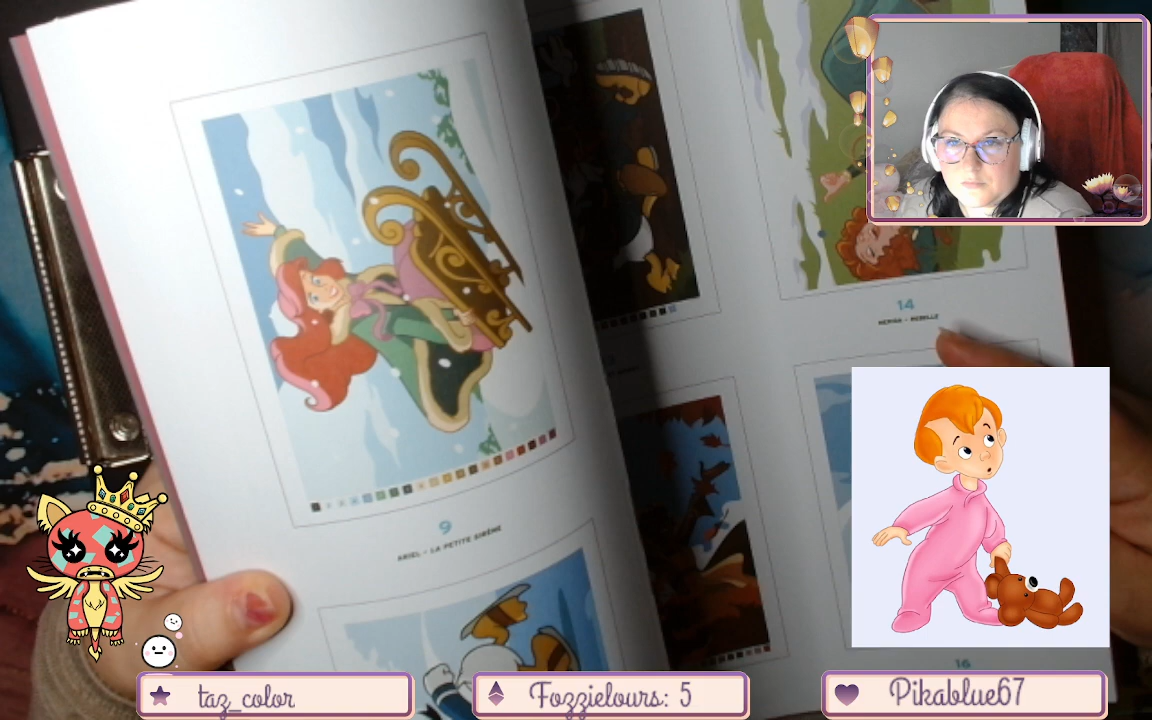 14
MERIDA - REBELLE
9
ARIEL - LA PETITE SIRÈNE
16
taz_color
Fozzielours: 5
Pikablue67